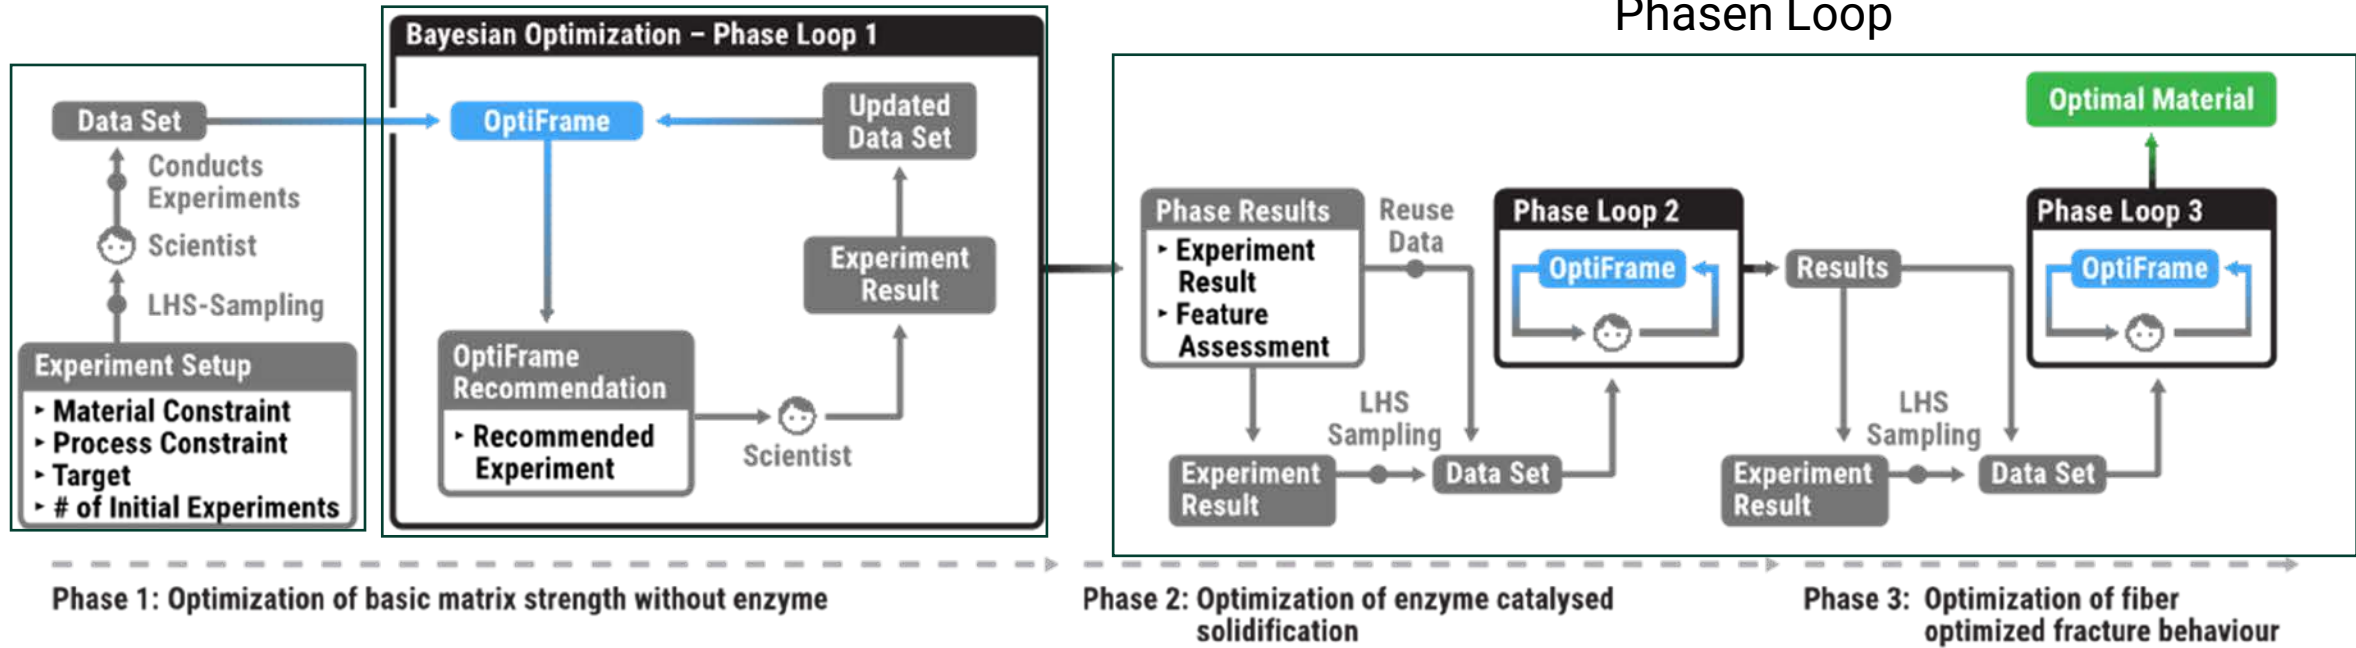 Phasen Loop
Bayesian Optimization – Phase Loop 1
Data Set
Conducts
Experiments
Scientist
LHS-Sampling
Experiment Setup
▸ Material Constraint
▸ Process Constraint
▸ Target
▸ # of Initial Experiments
OptiFrame
Updated
Data Set
Experiment
Result
OptiFrame
Recommendation
▸ Recommended
Experiment
Scientist
Phase Results
▸ Experiment
Result
▸ Feature
Assessment
Reuse
Data
Phase Loop 2
OptiFrame
LHS
Sampling
Experiment
Result
Data Set
Results
Optimal Material
Phase Loop 3
OptiFrame
LHS
Sampling
Experiment
Result
Data Set
Phase 1: Optimization of basic matrix strength without enzyme
Phase 2: Optimization of enzyme catalysed
solidification
Phase 3: Optimization of fiber
optimized fracture behaviour